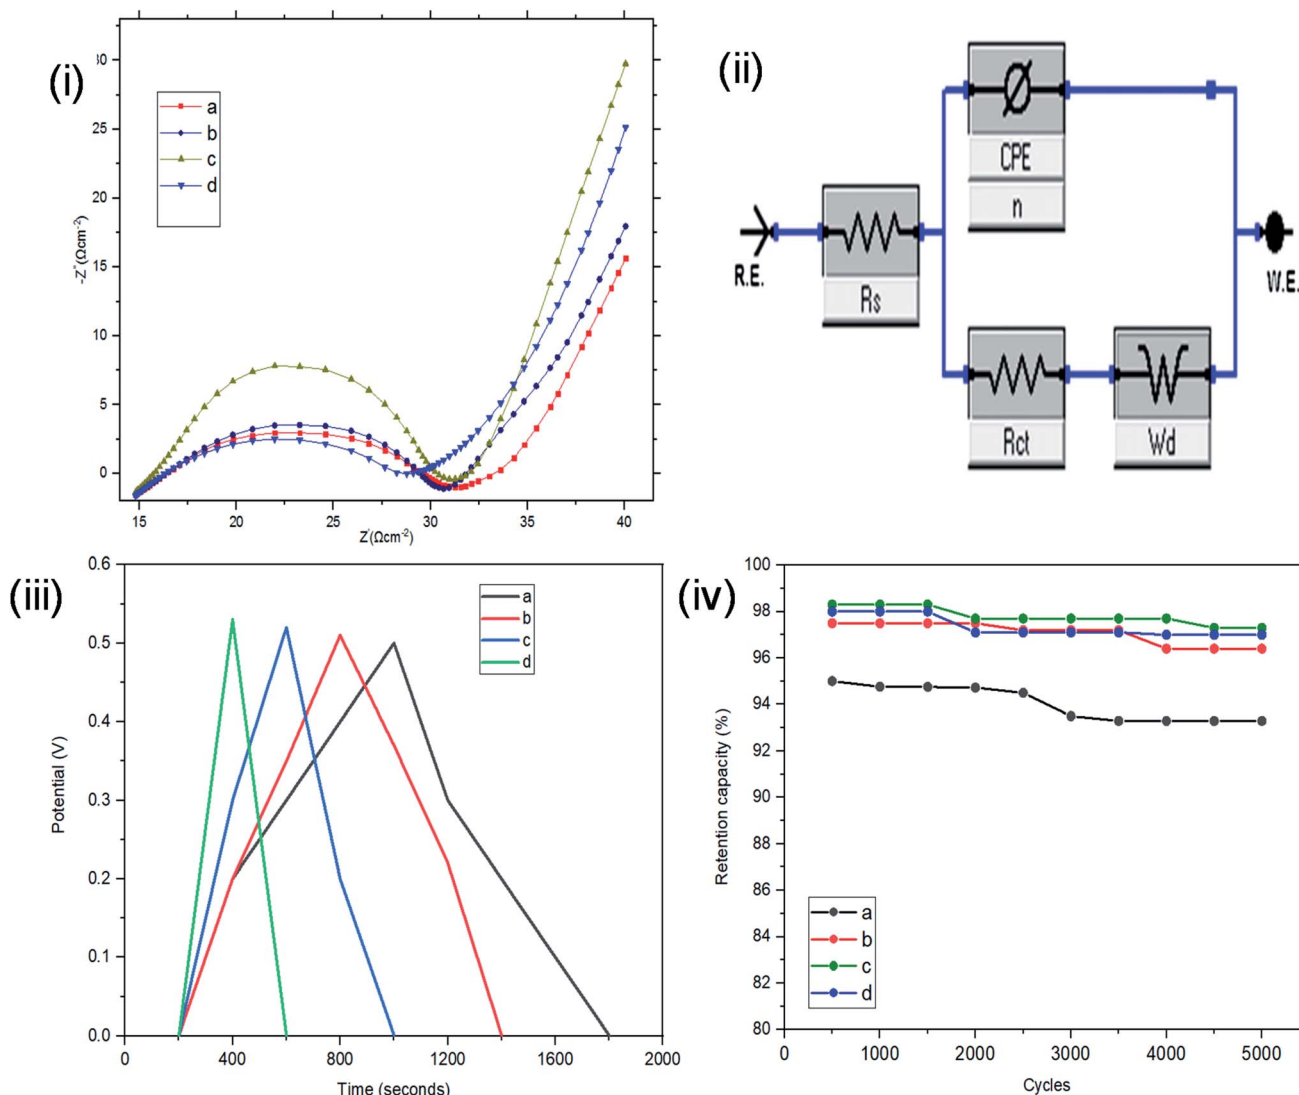 (i)
30
25
20
15
10
5
0
-Z"(Ωcm-2)
a
b
c
d
15
20
25
30
35
40
Z'(Ωcm-2)
(ii)
CPE
n
R.E.
Rs
W.E.
Rct
Wd
(iii)
0.6
0.5
0.4
0.3
0.2
0.1
0.0
Potential (V)
a
b
c
d
0
400
800
1200
1600
2000
Time (seconds)
(iv)
100
98
96
94
92
90
88
86
84
82
80
Retention capacity (%)
a
b
c
d
0
1000
2000
3000
4000
5000
Cycles